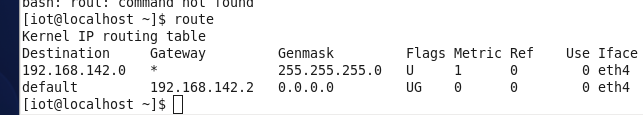 bash: rout: command not found
[iot@localhost ~]$ route
Kernel IP routing table
Destination     Gateway         Genmask         Flags Metric Ref    Use Iface
192.168.142.0   *               255.255.255.0   U     1      0        0 eth4
default         192.168.142.2   0.0.0.0         UG    0      0        0 eth4
[iot@localhost ~]$